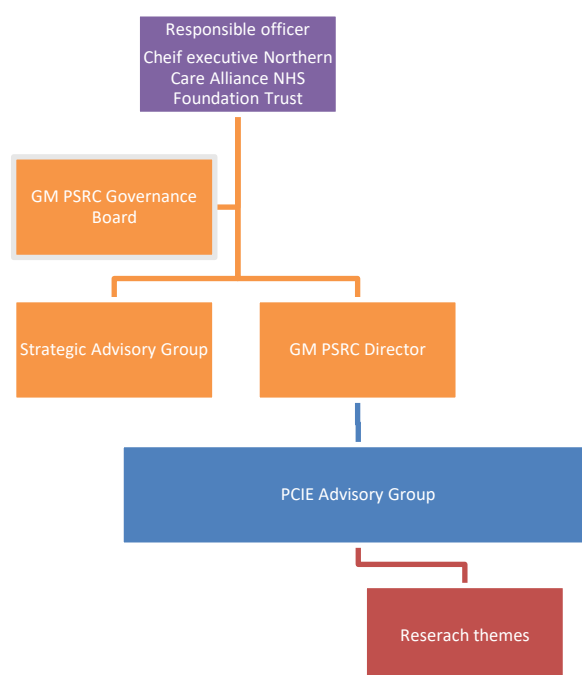 Responsible officer
Cheif executive Northern
Care Alliance NHS
Foundation Trust
GM PSRC Governance
Board
Strategic Advisory Group
GM PSRC Director
PCIE Advisory Group
Reserach themes